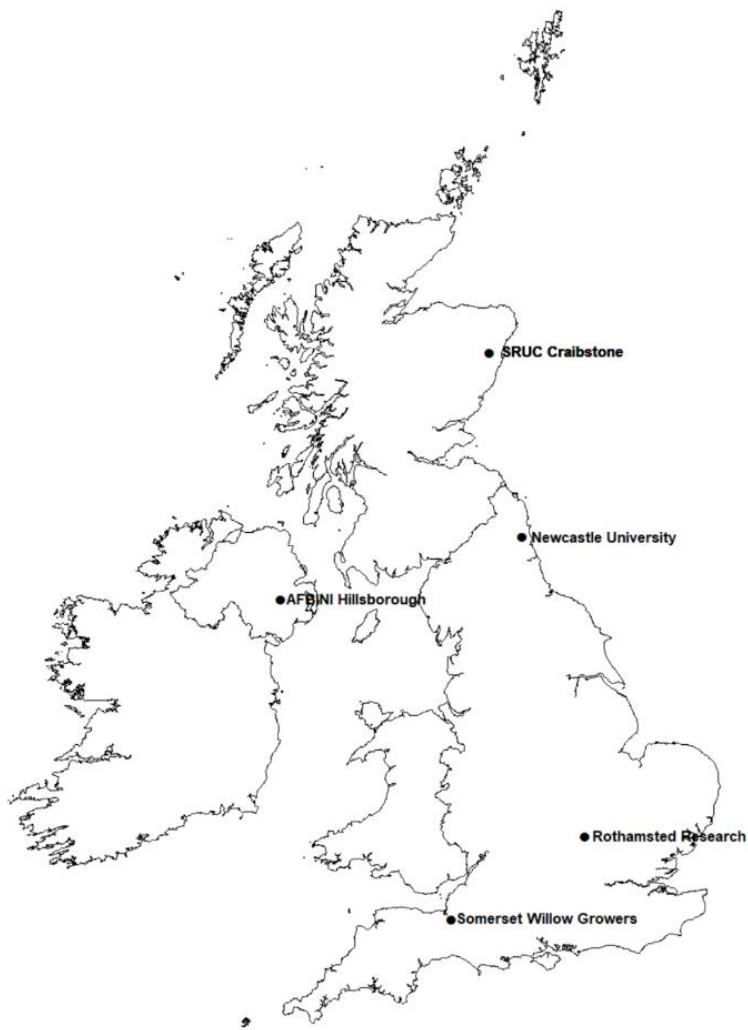 SRUC Craibstone
Newcastle University
AFBINI Hillsborough
Rothamsted Research
Somerset Willow Growers